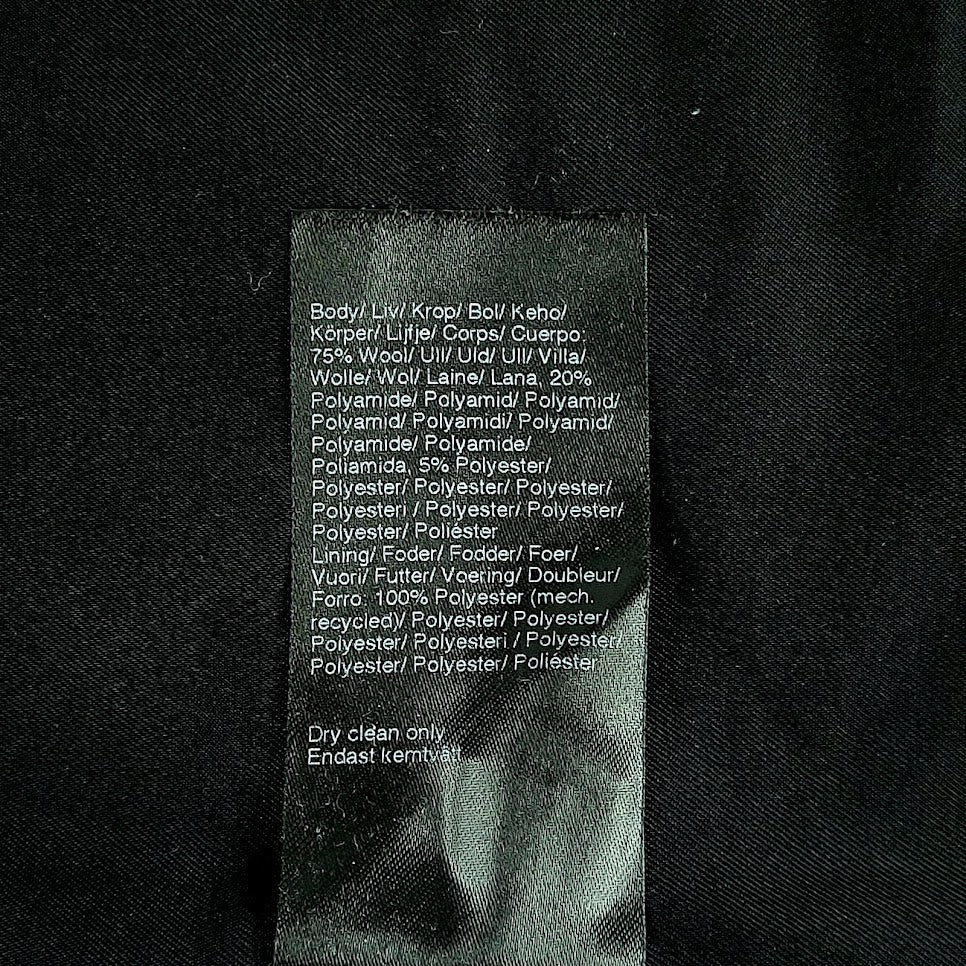 Body/ Liv/ Krop/ Bol/ Keho/
Körper/ Lijfje/ Corps/ Cuerpo:
75% Wool/ Ull/ Uld/ Ull/ Villa/
Wolle/ Wol/ Laine/ Lana, 20%
Polyamide/ Polyamid/ Polyamid/
Polyamid/ Polyamidi/ Polyamid/
Polyamide/ Polyamide/
Poliamida, 5% Polyester/
Polyester/ Polyester/ Polyester/
Polyesteri / Polyester/ Polyester/
Polyester/ Poliéster
Lining/ Foder/ Fodder/ Foer/
Vuori/ Futter/ Voering/ Doubleur/
Forro: 100% Polyester (mech.
recycled)/ Polyester/ Polyester/
Polyester/ Polyesteri / Polyester/
Polyester/ Polyester/ Poliéster
Dry clean only
Endast kemtvätt